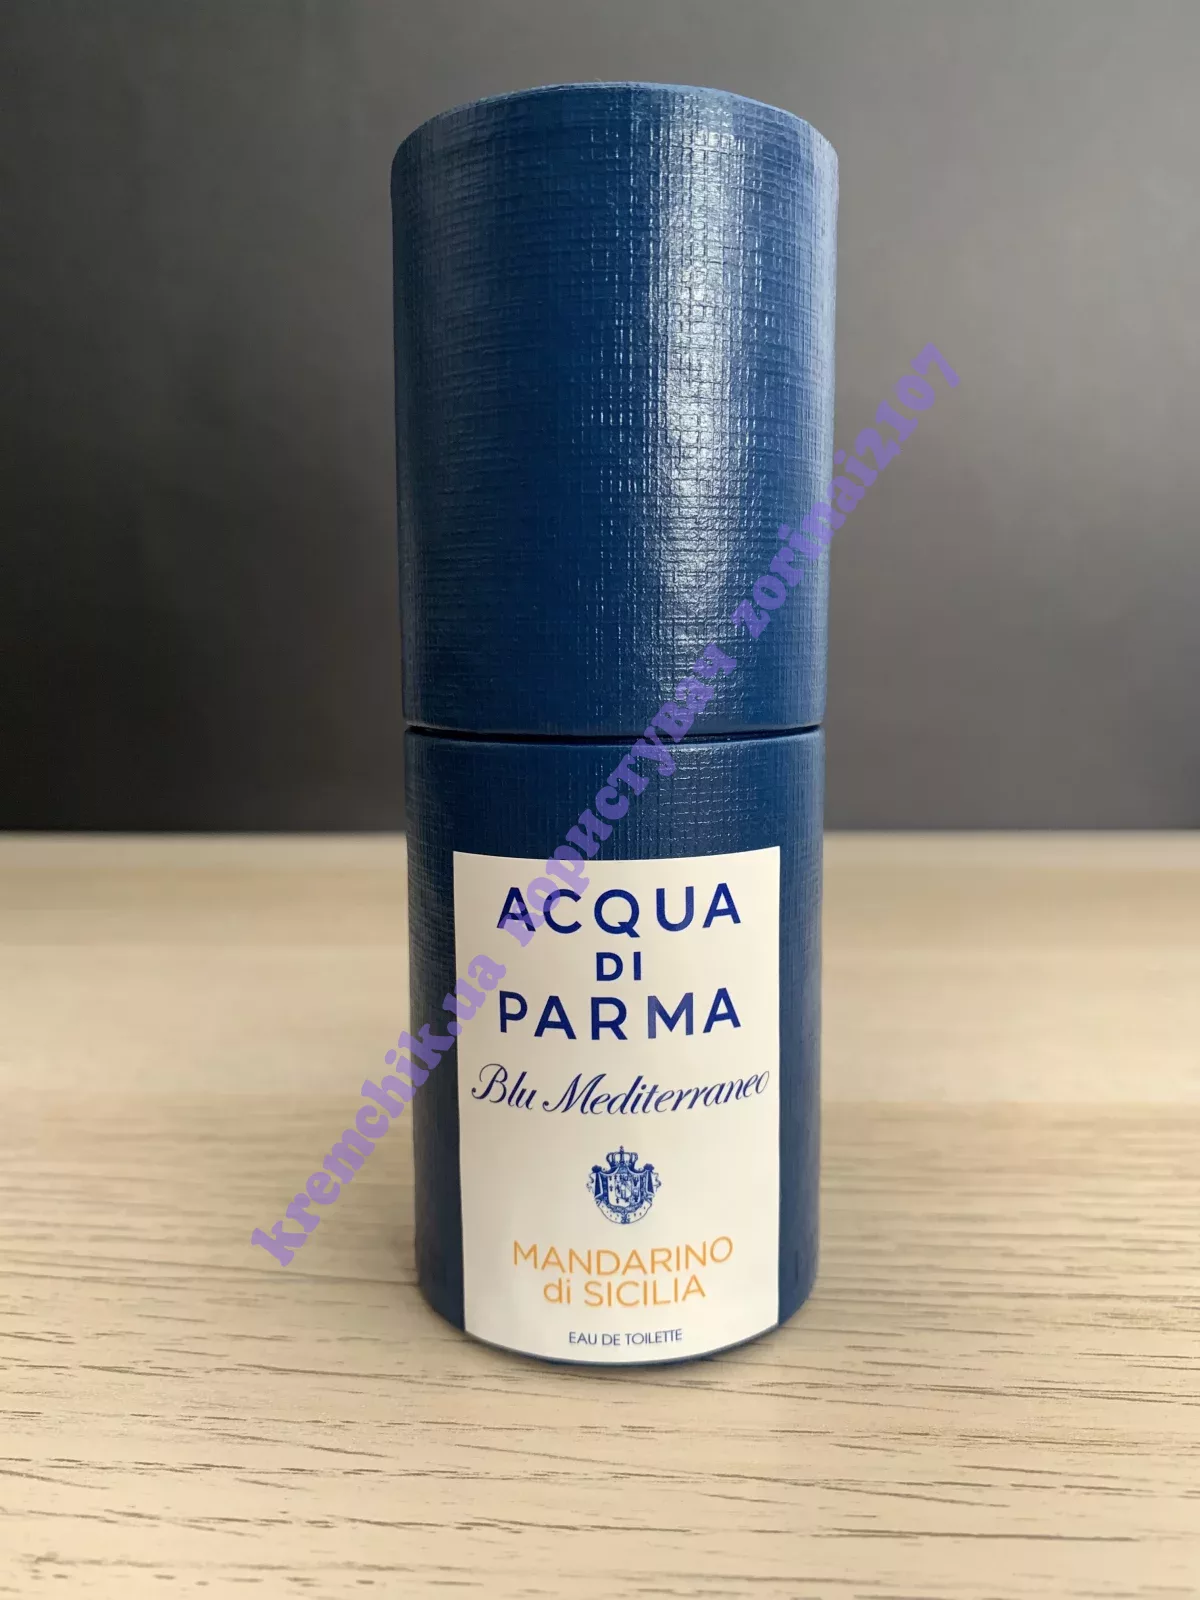 ACQUA
DI
PARMA
Blu Mediterraneo
MANDARINO
di SICILIA
EAU DE TOILETTE
kremchik.ua користувач zorinai2107